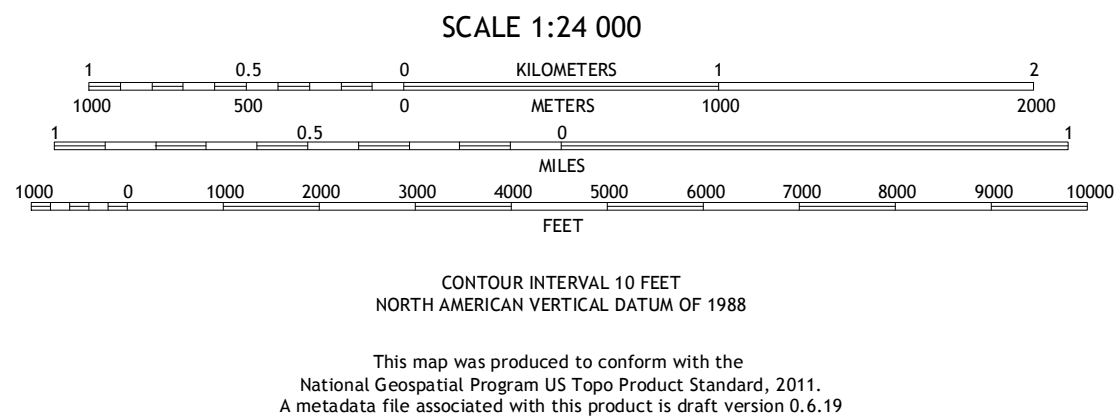 SCALE 1:24 000
1 0.5 0 KILOMETERS 1 2
1000 500 0 METERS 1000 2000
1 0.5 0 1
MILES
1000 0 1000 2000 3000 4000 5000 6000 7000 8000 9000 10000
FEET
CONTOUR INTERVAL 10 FEET
NORTH AMERICAN VERTICAL DATUM OF 1988
This map was produced to conform with the
National Geospatial Program US Topo Product Standard, 2011.
A metadata file associated with this product is draft version 0.6.19